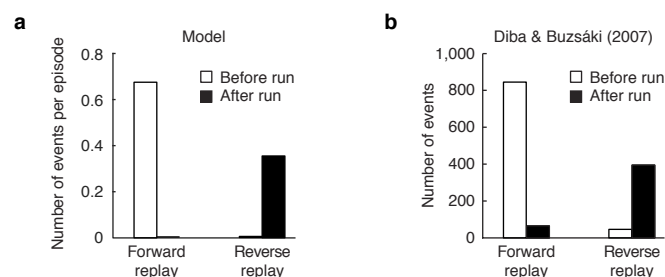 a
Model
Number of events per episode
0.8
0.6
0.4
0.2
0
Before run
After run
Forward
replay
Reverse
replay
b
Diba & Buzsáki (2007)
Number of events
1,000
800
600
400
200
0
Before run
After run
Forward
replay
Reverse
replay